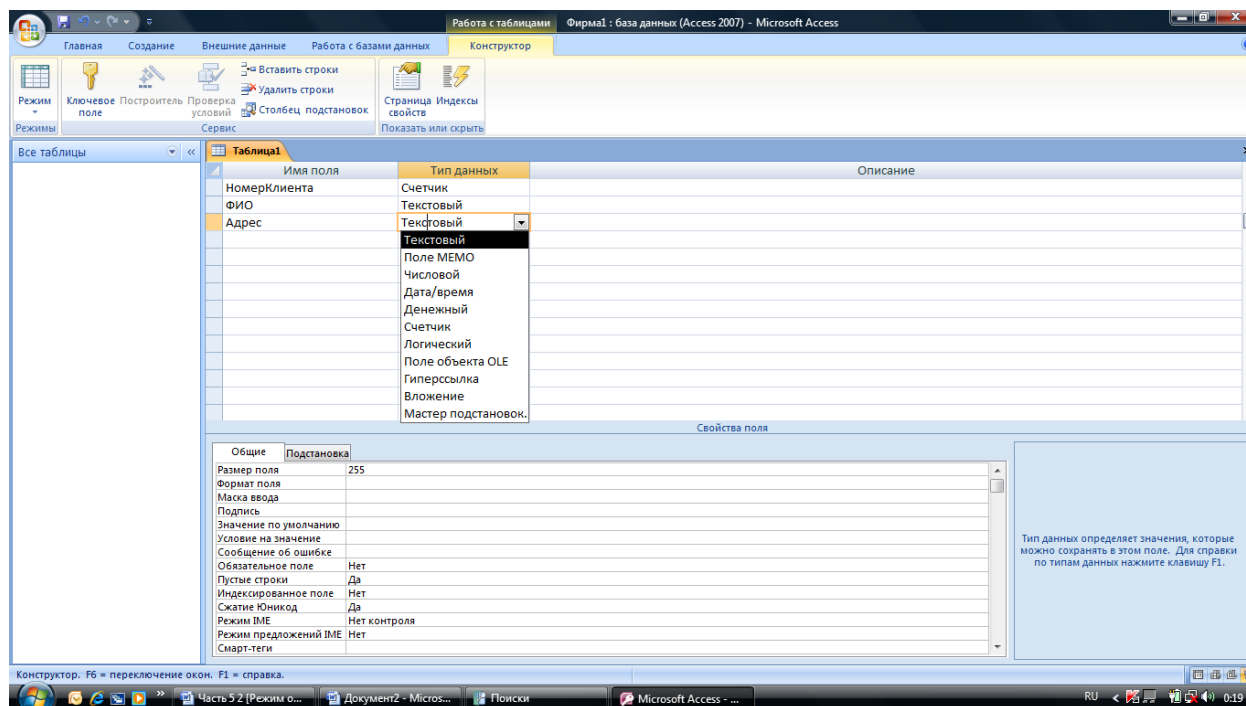 Работа с таблицами Фирма1 : база данных (Access 2007) - Microsoft Access
Главная Создание Внешние данные Работа с базами данных Конструктор
Режим
Ключевое поле
Построитель
Проверка условий
Вставить строки
Удалить строки
Столбец подстановок
Страница свойств
Индексы
Режимы Сервис Показать или скрыть
Все таблицы «
Таблица1
Имя поля Тип данных Описание
НомерКлиента Счетчик
ФИО Текстовый
Адрес Текстовый
Текстовый
Поле МЕМО
Числовой
Дата/время
Денежный
Счетчик
Логический
Поле объекта OLE
Гиперссылка
Вложение
Мастер подстановок.
Свойства поля
Общие Подстановка
Размер поля 255
Формат поля
Маска ввода
Подпись
Значение по умолчанию
Условие на значение
Сообщение об ошибке
Обязательное поле Нет
Пустые строки Да
Индексированное поле Нет
Сжатие Юникод Да
Режим IME Нет контроля
Режим предложений IME Нет
Смарт-теги
Тип данных определяет значения, которые
можно сохранять в этом поле. Для справки
по типам данных нажмите клавишу F1.
Конструктор. F6 = переключение окон. F1 = справка.
Часть 5 2 [Режим о... Документ2 - Micros... Поиски Microsoft Access - ... RU 0:19